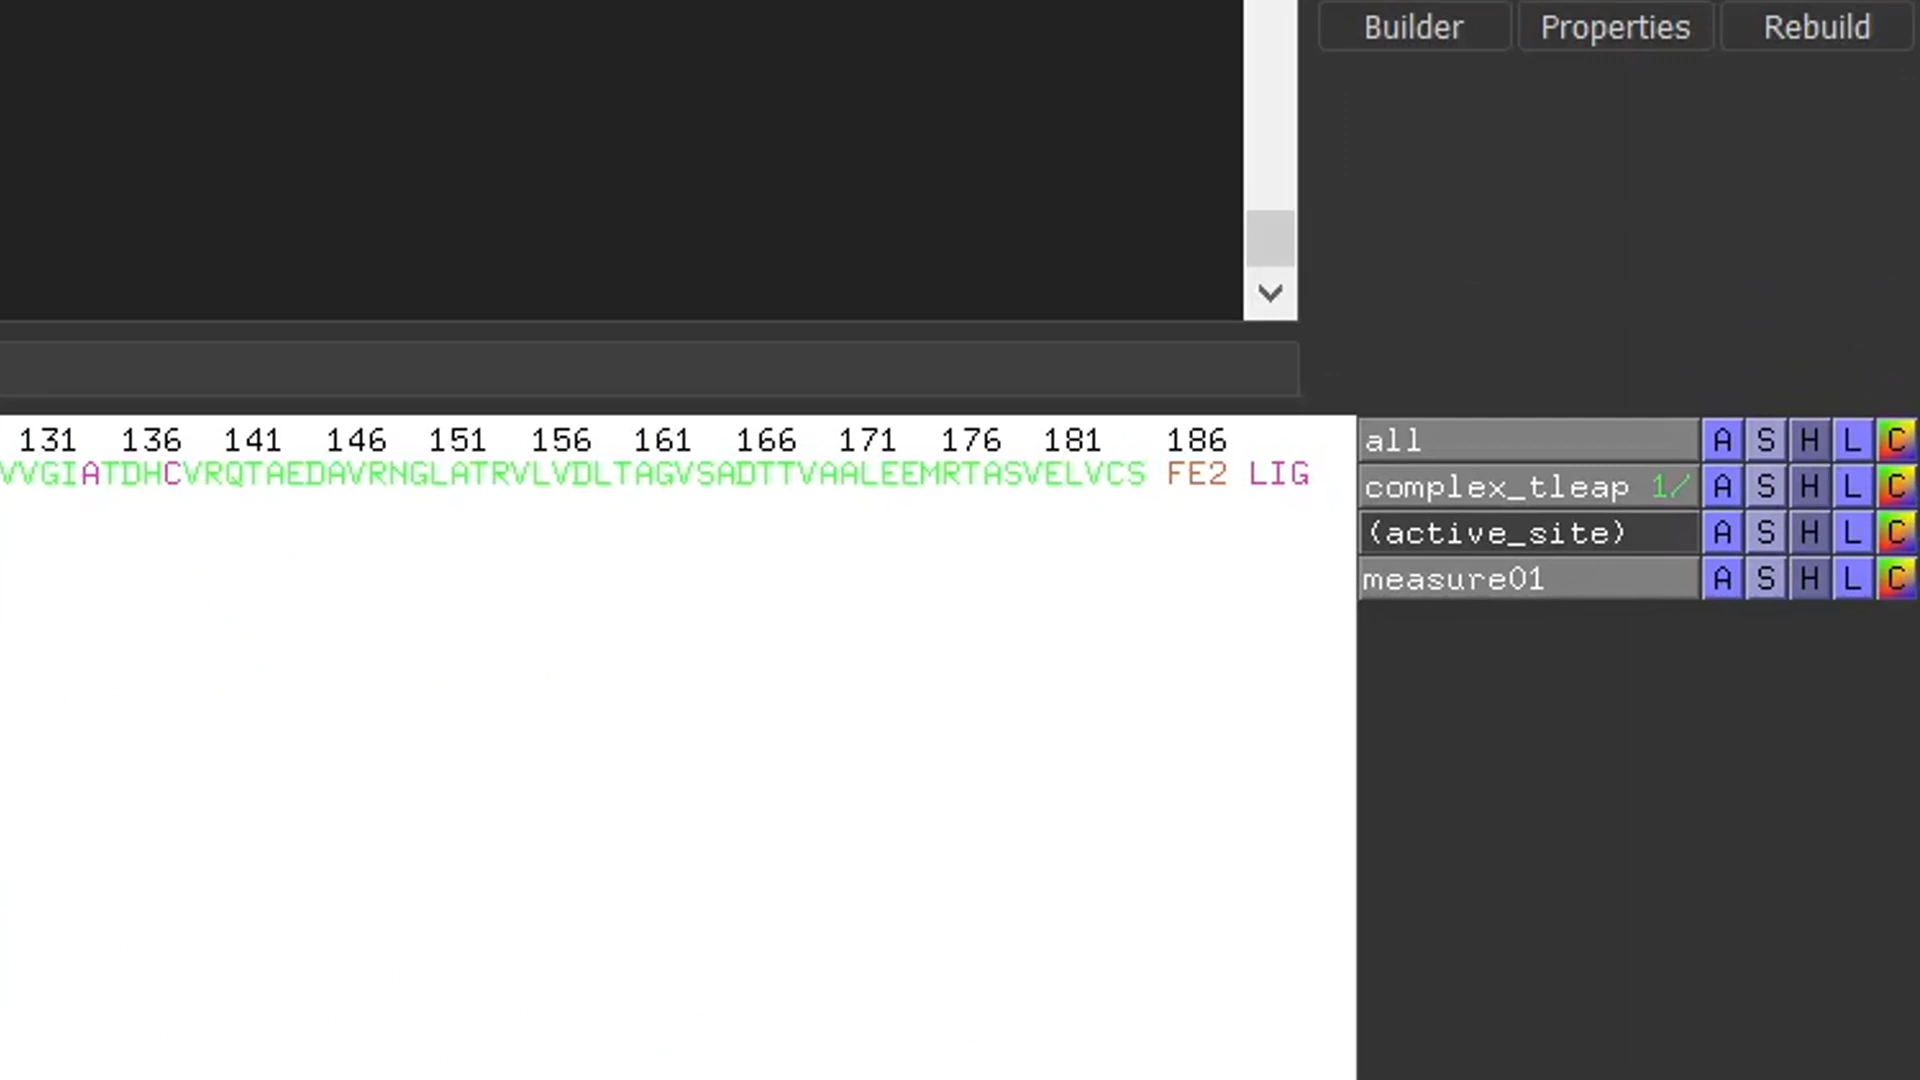 Builder Properties Rebuild
131 136 141 146 151 156 161 166 171 176 181 186
VVGIATDHCVRQTAEDAVRNGLATRVLVDLTAGVSADTTVAALEEMRTASVELVCS FE2 LIG
all A S H L C
complex_tleap 1/ A S H L C
(active_site) A S H L C
measure01 A S H L C